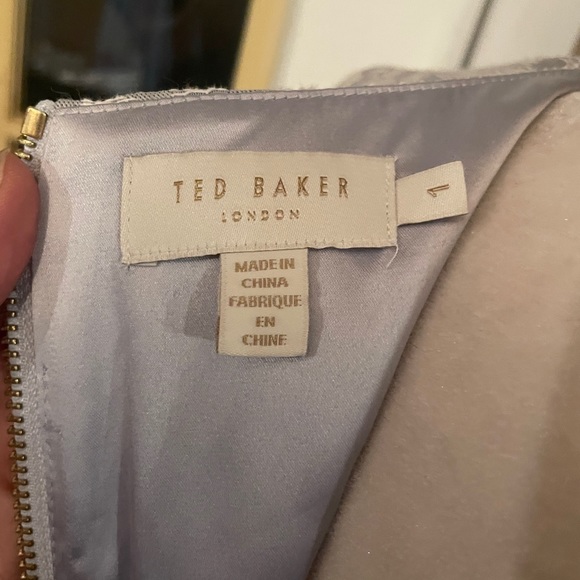 TED BAKER
LONDON
1
MADE IN
CHINA
FABRIQUE
EN
CHINE